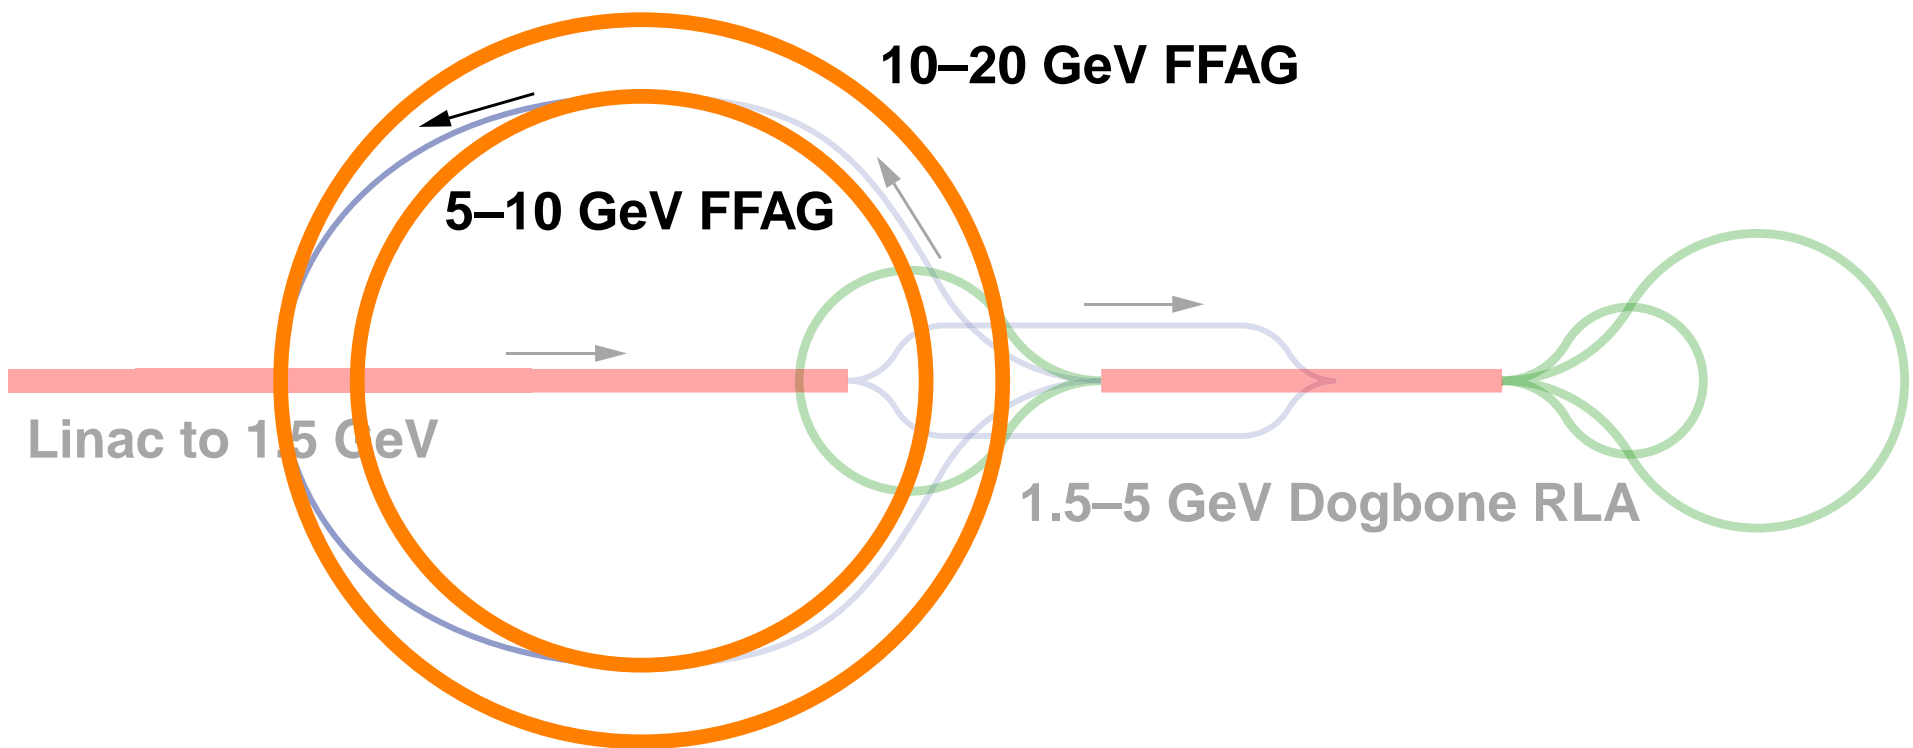 10–20 GeV FFAG
5–10 GeV FFAG
Linac to 1.5 GeV
1.5–5 GeV Dogbone RLA